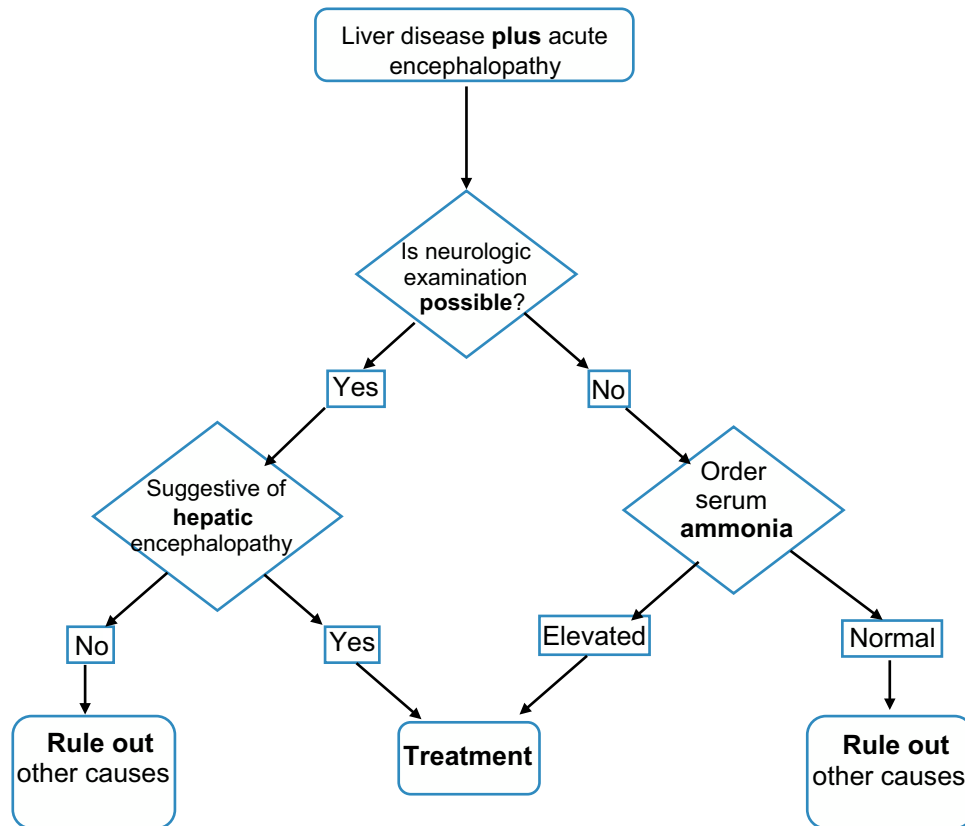 Liver disease plus acute
encephalopathy
Is neurologic
examination
possible?
Yes
No
Suggestive of
hepatic
encephalopathy
Order
serum
ammonia
No
Yes
Elevated
Normal
Rule out
other causes
Treatment
Rule out
other causes